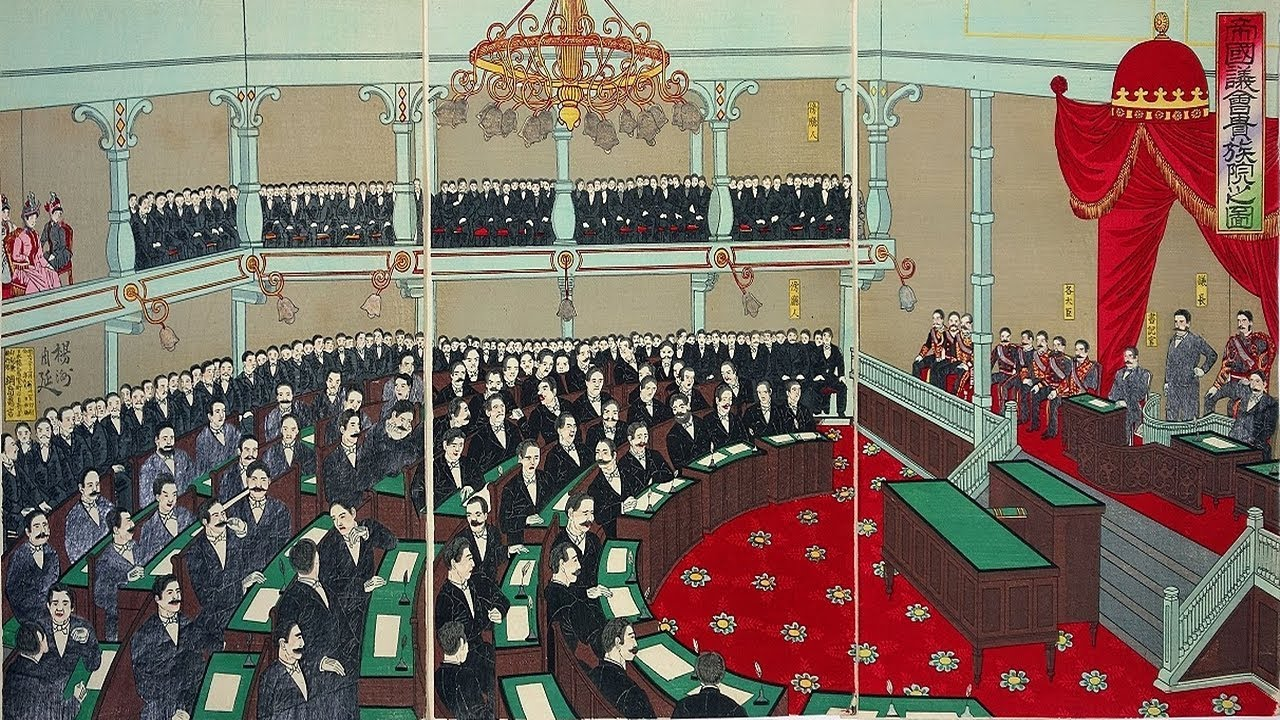 帝國議會貴族院之圖
議長
書記官
各大臣
傍聽人
傍聽人
楊洲
周延